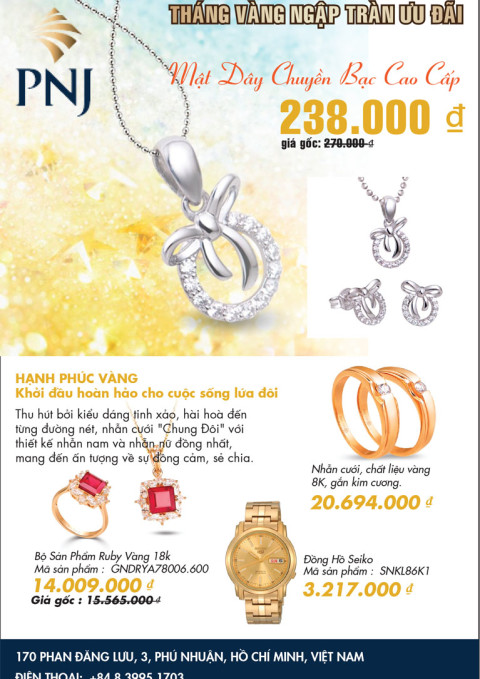 THÁNG VÀNG NGẬP TRÀN ƯU ĐÃI
PNJ
Mặt Dây Chuyền Bạc Cao Cấp
238.000 đ
giá gốc: 270.000 đ
HẠNH PHÚC VÀNG
Khởi đầu hoàn hảo cho cuộc sống lứa đôi
Thu hút bởi kiểu dáng tinh xảo, hài hoà đến
từng đường nét, nhẫn cưới "Chung Đôi" với
thiết kế nhẫn nam và nhẫn nữ đồng nhất,
mang đến ấn tượng về sự đồng cảm, sẻ chia.
Nhẫn cưới, chất liệu vàng
8K, gắn kim cương.
20.694.000 đ
Bộ Sản Phẩm Ruby Vàng 18k
Mã sản phẩm : GNDRYA78006.600
14.009.000 đ
Giá gốc : 15.565.000 đ
Đồng Hồ Seiko
Mã sản phẩm : SNKL86K1
3.217.000 đ
170 PHAN ĐĂNG LƯU, 3, PHÚ NHUẬN, HỒ CHÍ MINH, VIỆT NAM
ĐIỆN THOẠI: +84 8 3995 1703